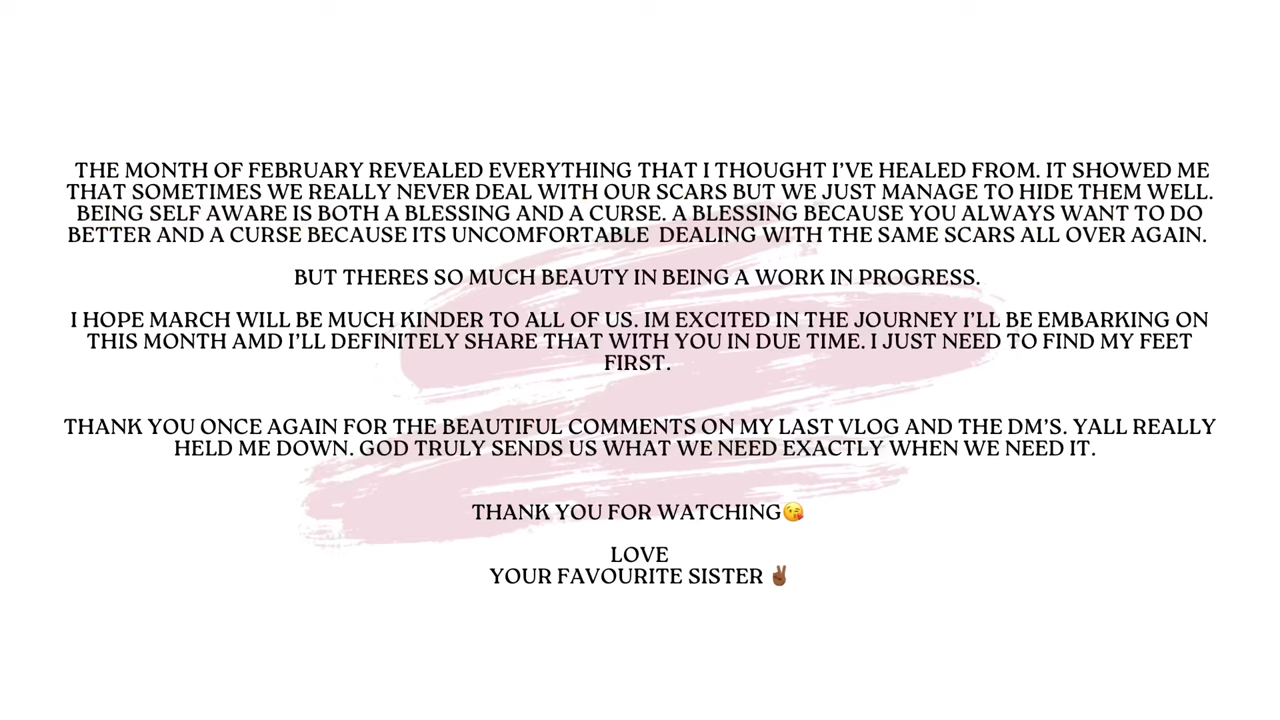 THE MONTH OF FEBRUARY REVEALED EVERYTHING THAT I THOUGHT I'VE HEALED FROM. IT SHOWED ME
THAT SOMETIMES WE REALLY NEVER DEAL WITH OUR SCARS BUT WE JUST MANAGE TO HIDE THEM WELL.
BEING SELF AWARE IS BOTH A BLESSING AND A CURSE. A BLESSING BECAUSE YOU ALWAYS WANT TO DO
BETTER AND A CURSE BECAUSE ITS UNCOMFORTABLE  DEALING WITH THE SAME SCARS ALL OVER AGAIN.
BUT THERES SO MUCH BEAUTY IN BEING A WORK IN PROGRESS.
I HOPE MARCH WILL BE MUCH KINDER TO ALL OF US. IM EXCITED IN THE JOURNEY I'LL BE EMBARKING ON
THIS MONTH AMD I'LL DEFINITELY SHARE THAT WITH YOU IN DUE TIME. I JUST NEED TO FIND MY FEET
FIRST.
THANK YOU ONCE AGAIN FOR THE BEAUTIFUL COMMENTS ON MY LAST VLOG AND THE DM'S. YALL REALLY
HELD ME DOWN. GOD TRULY SENDS US WHAT WE NEED EXACTLY WHEN WE NEED IT.
THANK YOU FOR WATCHING😘
LOVE
YOUR FAVOURITE SISTER ✌🏾